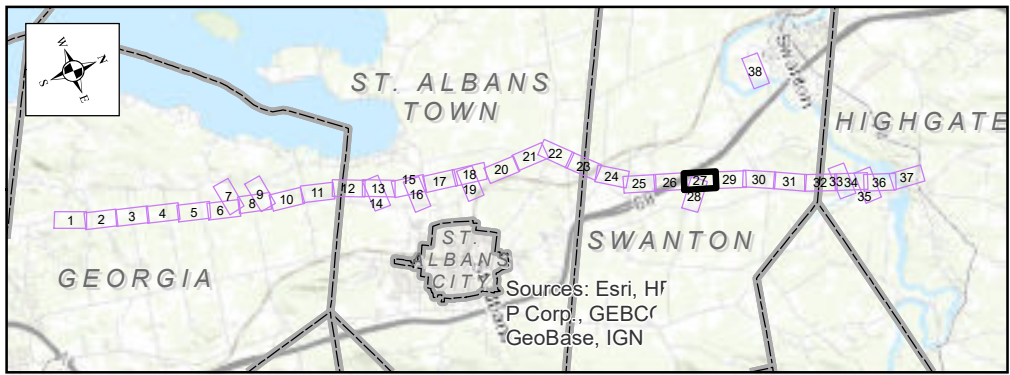 W
N
S
E
ST. ALBANS
TOWN
38
Swanton
HIGHGATE
1
2
3
4
5
6
7
8
9
10
11
12
13
14
15
16
17
18
19
20
21
22
23
24
25
26
27
28
29
30
31
32
33
34
35
36
37
GEORGIA
ST.
ALBANS
CITY
SWANTON
Sources: Esri, HE
P Corp., GEBCO
GeoBase, IGN